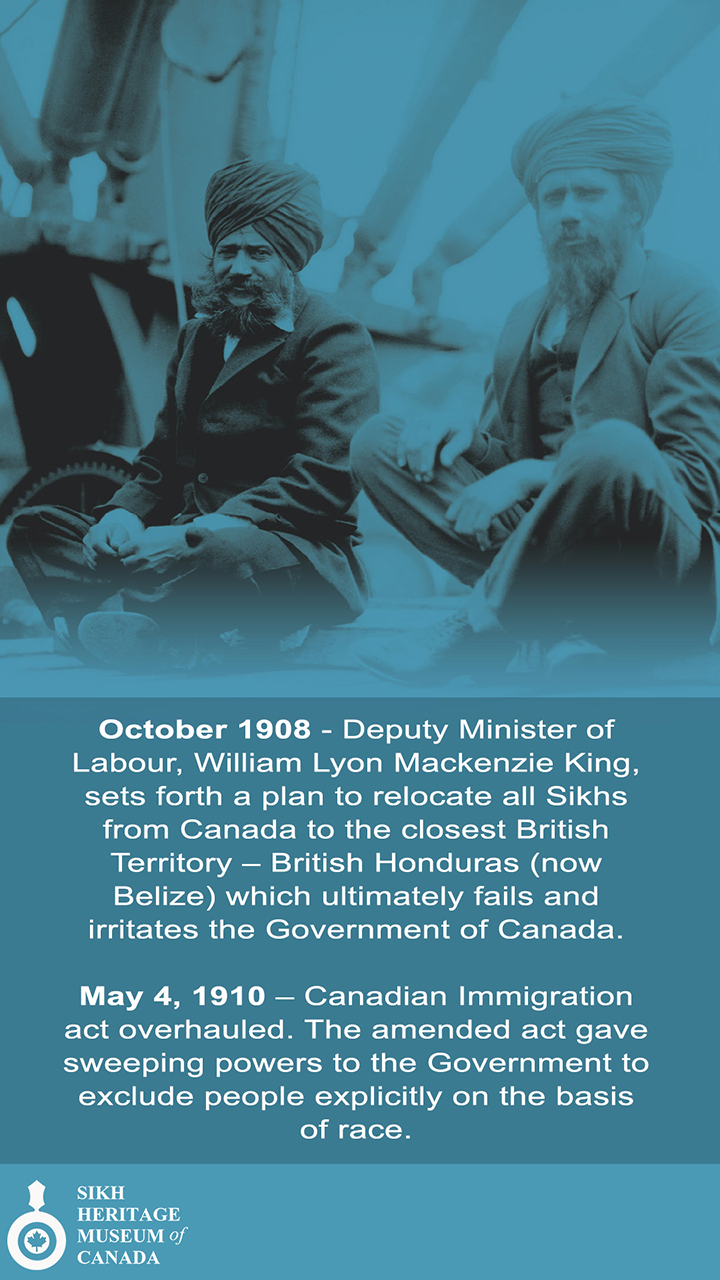 October 1908 - Deputy Minister of
Labour, William Lyon Mackenzie King,
sets forth a plan to relocate all Sikhs
from Canada to the closest British
Territory – British Honduras (now
Belize) which ultimately fails and
irritates the Government of Canada.
May 4, 1910 – Canadian Immigration
act overhauled. The amended act gave
sweeping powers to the Government to
exclude people explicitly on the basis
of race.
SIKH
HERITAGE
MUSEUM of
CANADA